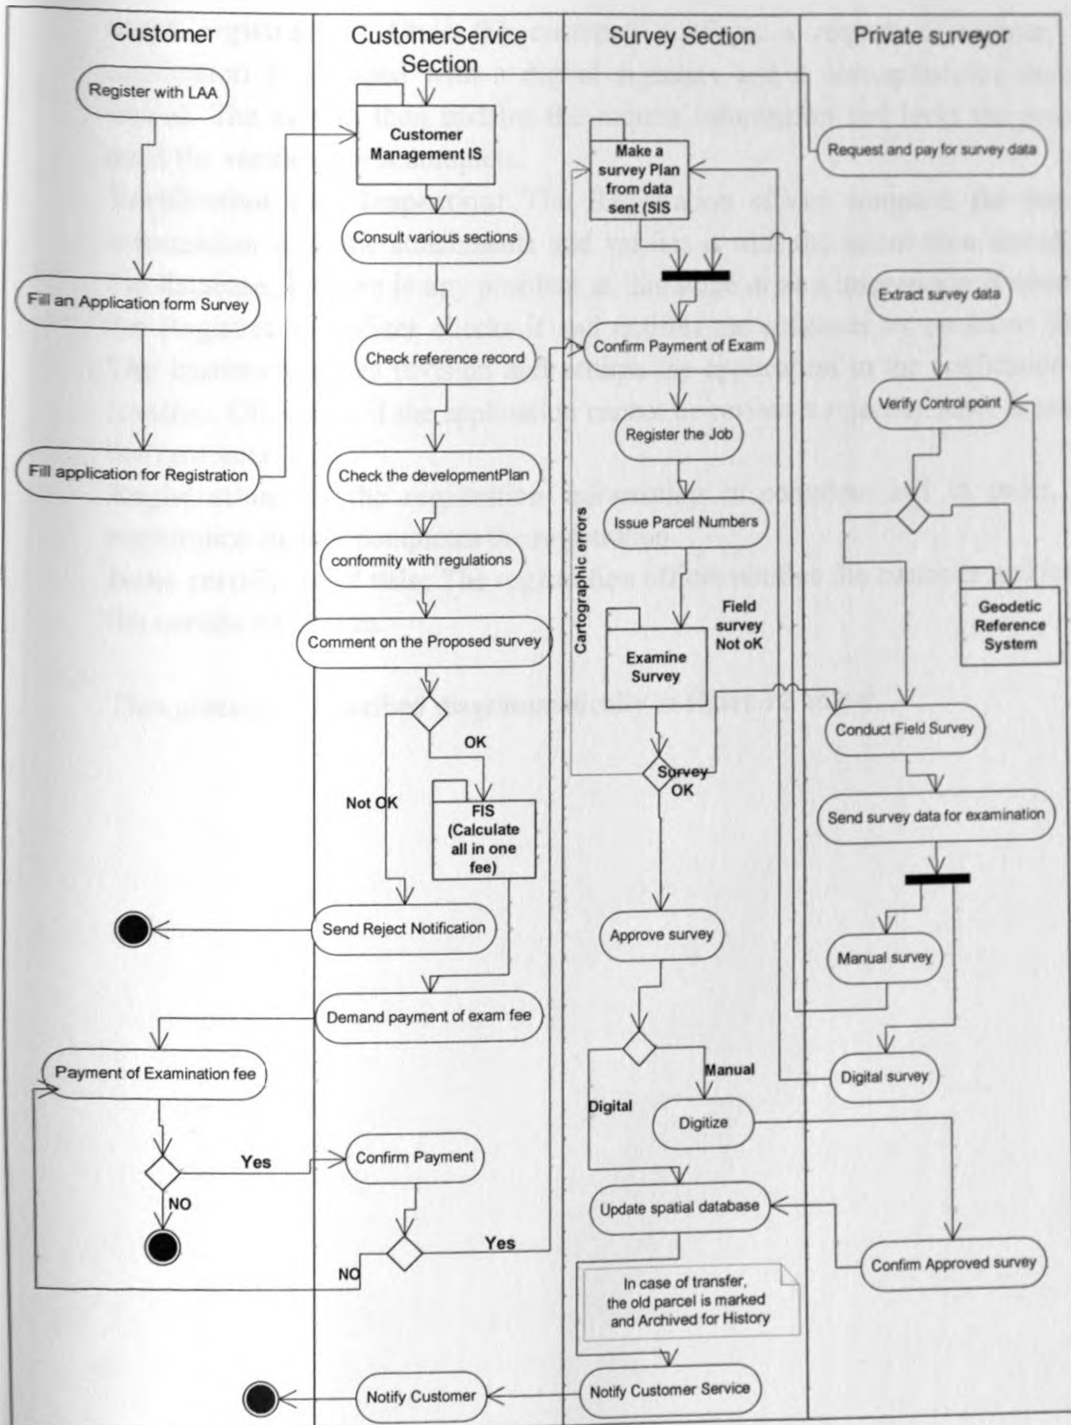 Customer
CustomerService
Section
Survey Section
Private surveyor
Register with LAA
Fill an Application form Survey
Fill application for Registration
Customer
Management IS
Consult various sections
Check reference record
Check the developmentPlan
conformity with regulations
Comment on the Proposed survey
OK
Not OK
FIS
(Calculate
all in one
fee)
Send Reject Notification
Demand payment of exam fee
Payment of Examination fee
Yes
NO
Confirm Payment
Yes
NO
Notify Customer
Make a
survey Plan
from data
sent (SIS
Confirm Payment of Exam
Register the Job
Issue Parcel Numbers
Cartographic errors
Field
survey
Not oK
Examine
Survey
Survey
OK
Approve survey
Manual
Digital
Digitize
Update spatial database
In case of transfer,
the old parcel is marked
and Archived for History
Notify Customer Service
Request and pay for survey data
Extract survey data
Verify Control point
Geodetic
Reference
System
Conduct Field Survey
Send survey data for examination
Manual survey
Digital survey
Confirm Approved survey